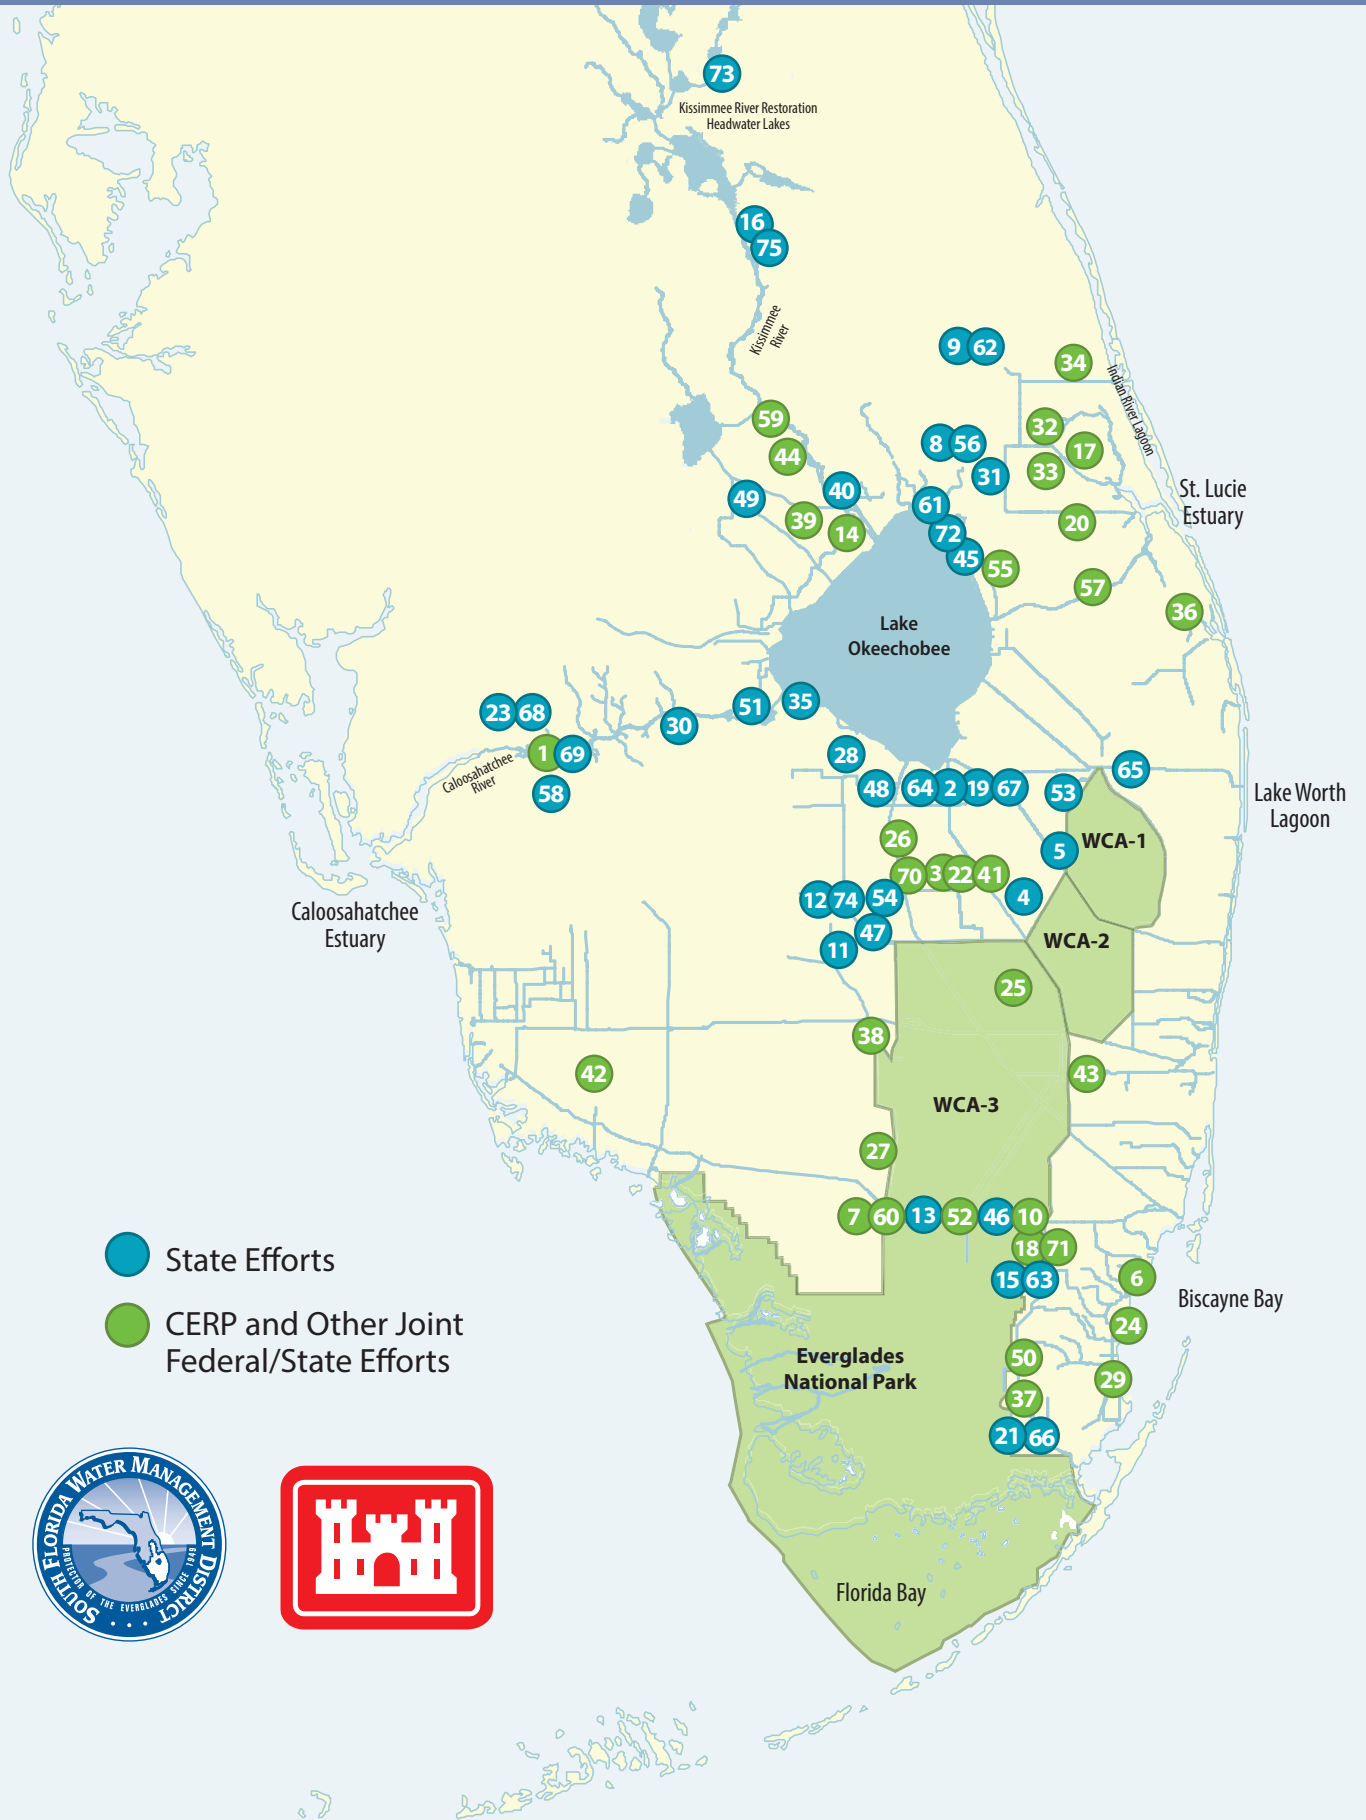 73
Kissimmee River Restoration
Headwater Lakes
16
75
Kissimmee
River
9
62
34
Indian River Lagoon
59
32
8
56
17
44
33
31
40
49
61
St. Lucie
Estuary
39
14
20
72
45
55
57
36
Lake
Okeechobee
51
35
23
68
30
1
69
28
Caloosahatchee
River
65
58
48
64
2
19
67
53
Lake Worth
Lagoon
26
WCA-1
5
70
3
22
41
12
74
54
4
Caloosahatchee
Estuary
47
WCA-2
11
25
38
42
43
WCA-3
27
7
60
13
52
46
10
18
71
State Efforts
15
63
6
Biscayne Bay
CERP and Other Joint
Federal/State Efforts
24
Everglades
National Park
50
29
37
21
66
SOUTH FLORIDA WATER MANAGEMENT DISTRICT
PROTECTOR OF THE EVERGLADES SINCE 1949
Florida Bay